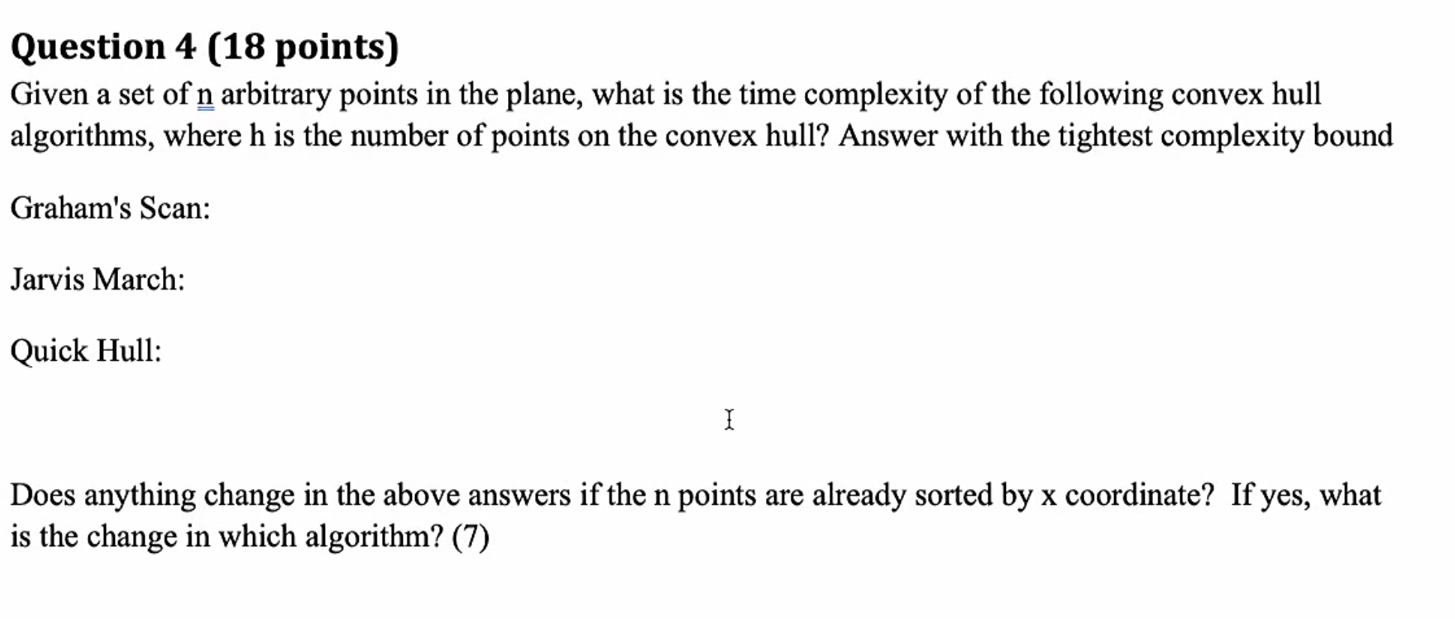 Question 4 (18 points)
Given a set of n arbitrary points in the plane, what is the time complexity of the following convex hull
algorithms, where h is the number of points on the convex hull? Answer with the tightest complexity bound
Graham's Scan:
Jarvis March:
Quick Hull:
Does anything change in the above answers if the n points are already sorted by x coordinate?  If yes, what
is the change in which algorithm? (7)